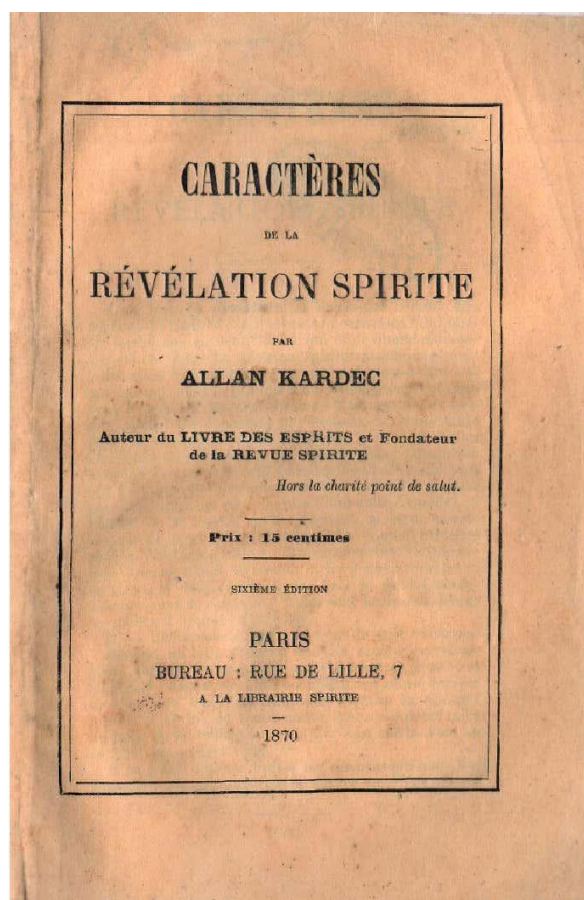 CARACTÈRES
DE LA
RÉVÉLATION SPIRITE
PAR
ALLAN KARDEC
Auteur du LIVRE DES ESPRITS et Fondateur
de la REVUE SPIRITE
Hors la charité point de salut.
Prix : 15 centimes
SIXIÈME ÉDITION
PARIS
BUREAU : RUE DE LILLE, 7
A LA LIBRAIRIE SPIRITE
1870